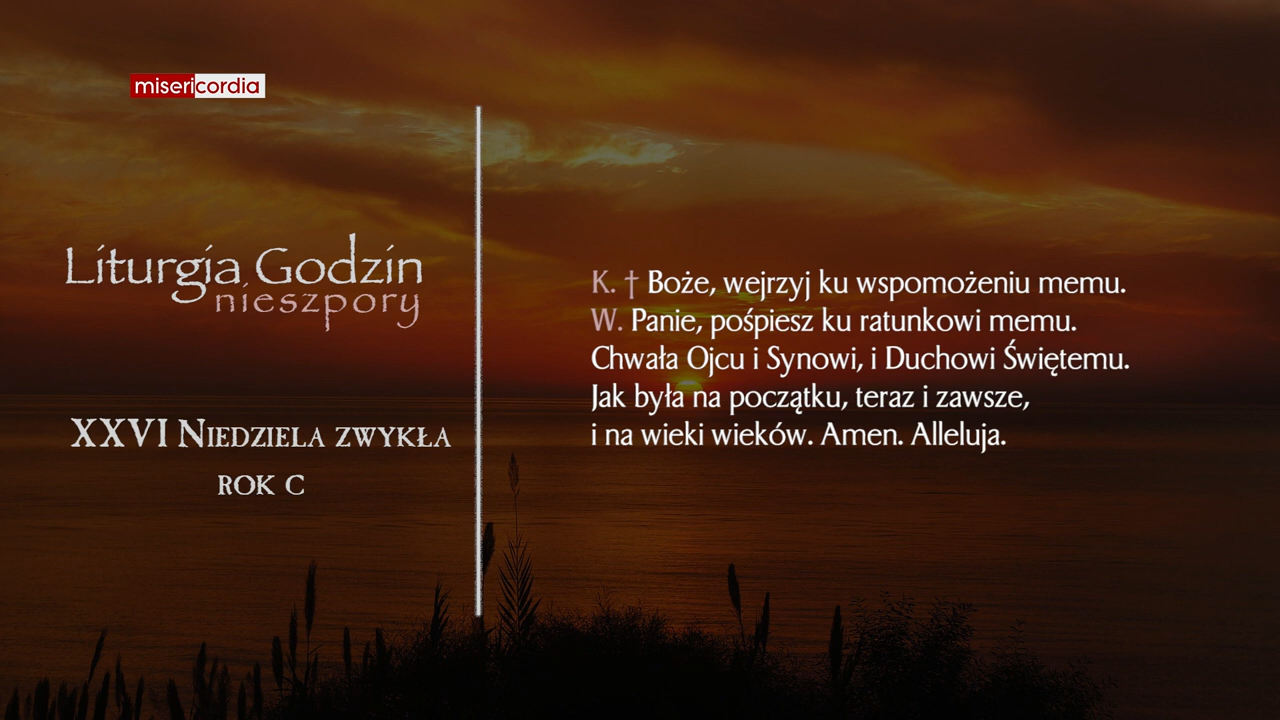 misericordia
Liturgia Godzin
nieszpory
XXVI Niedziela zwykła
rok C
K. † Boże, wejrzyj ku wspomożeniu memu.
W. Panie, pośpiesz ku ratunkowi memu.
Chwała Ojcu i Synowi, i Duchowi Świętemu.
Jak była na początku, teraz i zawsze,
i na wieki wieków. Amen. Alleluja.